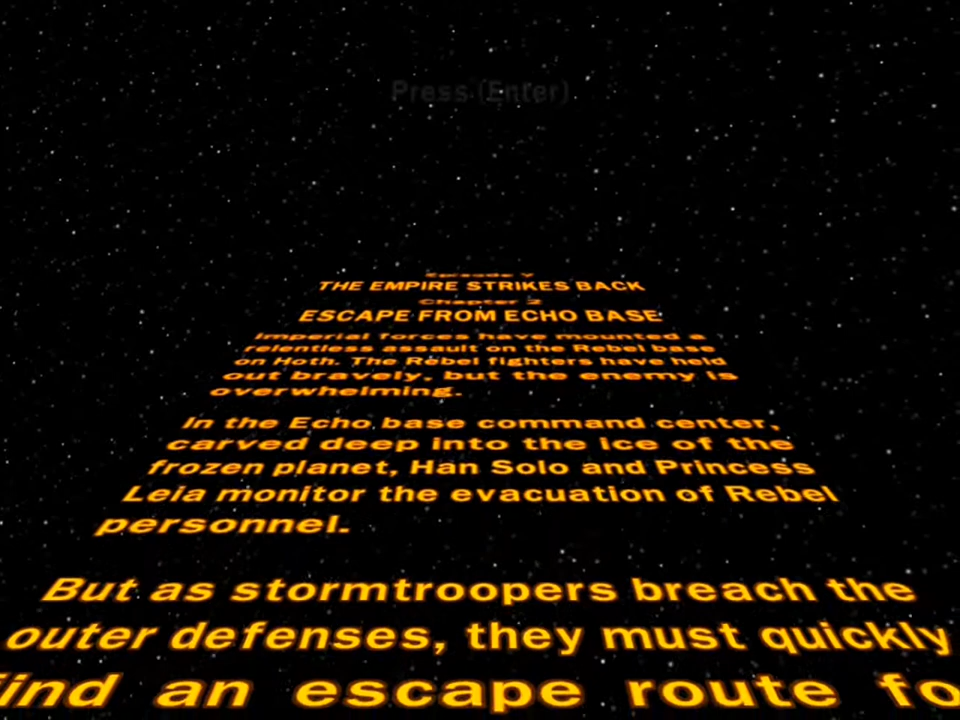 Press (Enter)
Episode V
THE EMPIRE STRIKES BACK
Chapter 2
ESCAPE FROM ECHO BASE
Imperial forces have mounted a
relentless assault on the Rebel base
on Hoth. The Rebel fighters have held
out bravely, but the enemy is
overwhelming.
In the Echo base command center,
carved deep into the ice of the
frozen planet, Han Solo and Princess
Leia monitor the evacuation of Rebel
personnel.
But as stormtroopers breach the
outer defenses, they must quickly
find an escape route fo